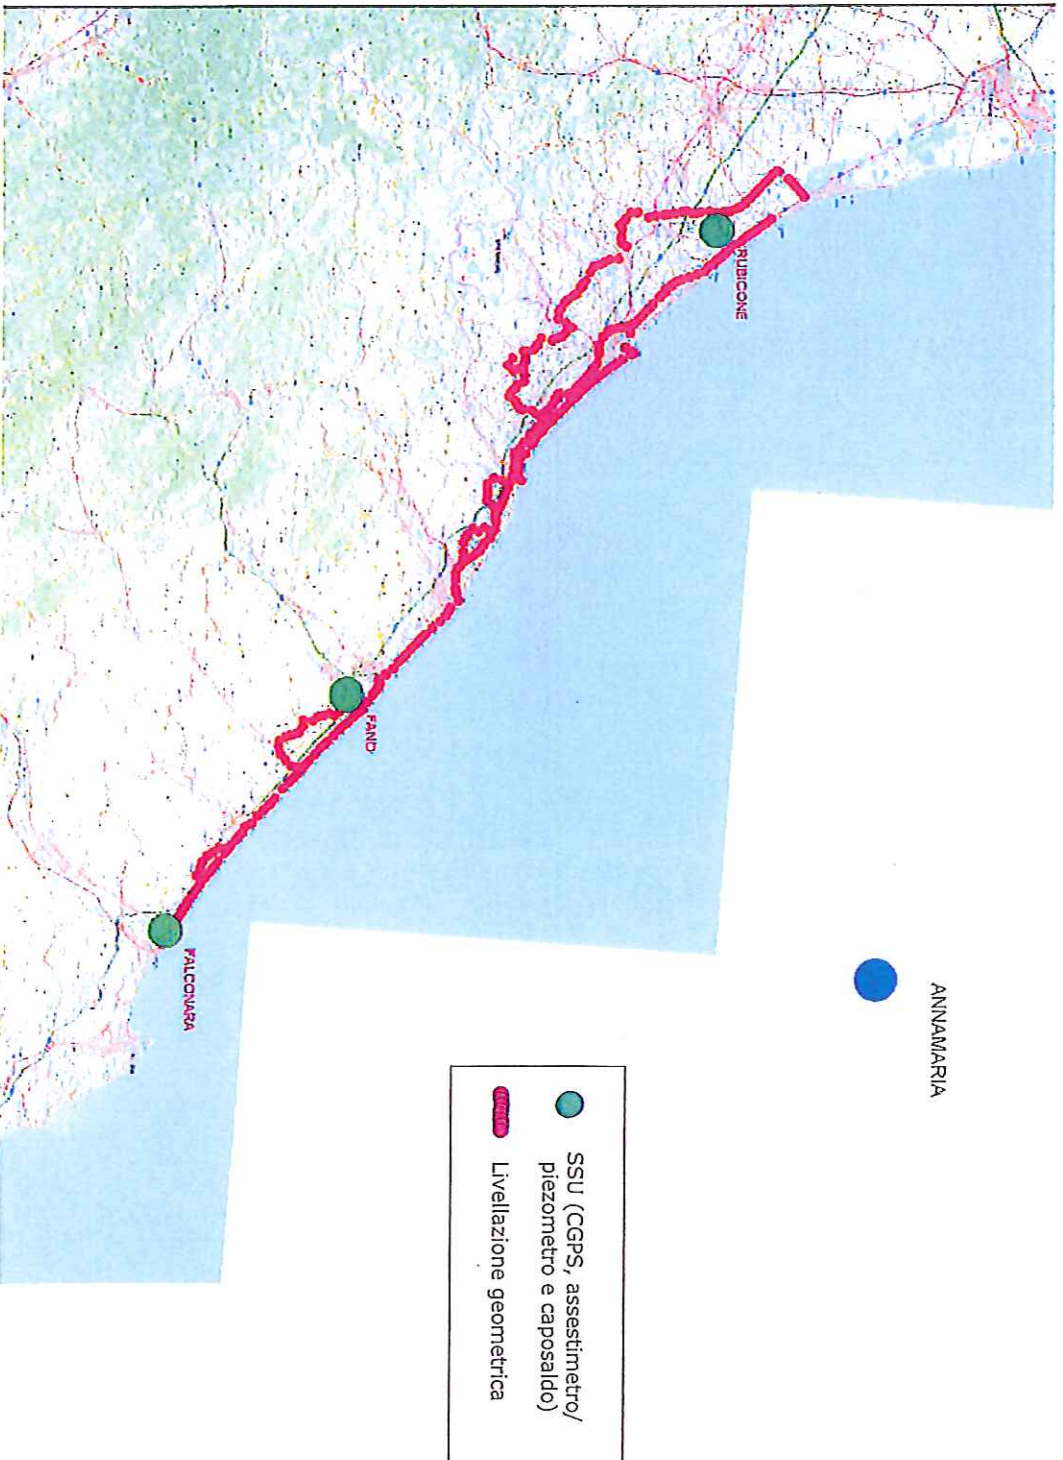 ANNAMARIA
RUBICONE
FANO
FALCONARA
SSU (CGPS, assestimetro/
piezometro e caposaldo)
Livellazione geometrica